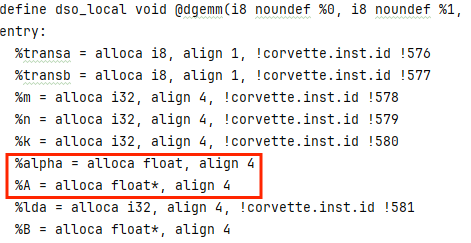 define dso_local void @dgemm(i8 noundef %0, i8 noundef %1,
entry:
%transa = alloca i8, align 1, !corvette.inst.id !576
%transb = alloca i8, align 1, !corvette.inst.id !577
%m = alloca i32, align 4, !corvette.inst.id !578
%n = alloca i32, align 4, !corvette.inst.id !579
%k = alloca i32, align 4, !corvette.inst.id !580
%alpha = alloca float, align 4
%A = alloca float*, align 4
%lda = alloca i32, align 4, !corvette.inst.id !581
%B = alloca float*, align 4